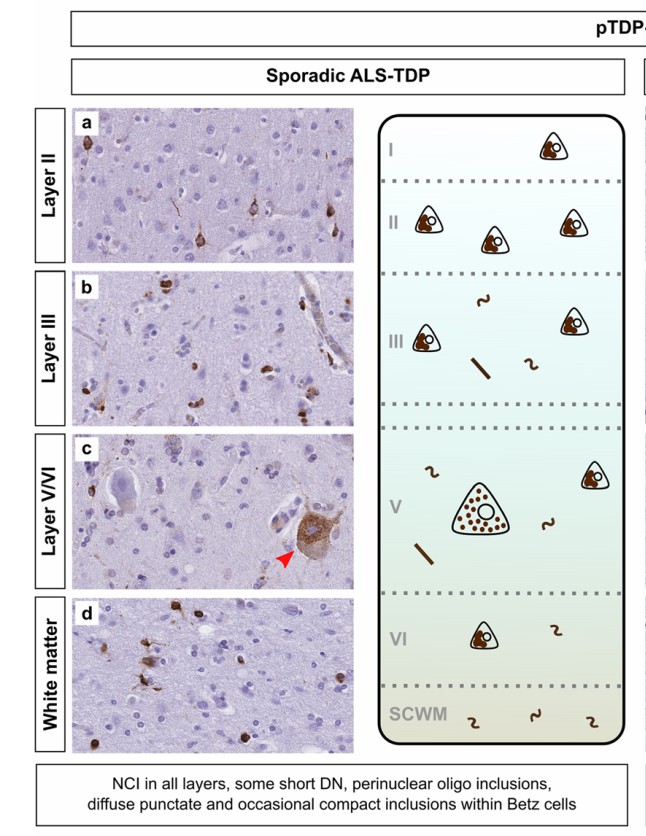 pTDP-
Sporadic ALS-TDP
Layer II
a
Layer III
b
Layer V/VI
c
White matter
d
I
II
III
V
VI
SCWM
NCI in all layers, some short DN, perinuclear oligo inclusions,
diffuse punctate and occasional compact inclusions within Betz cells